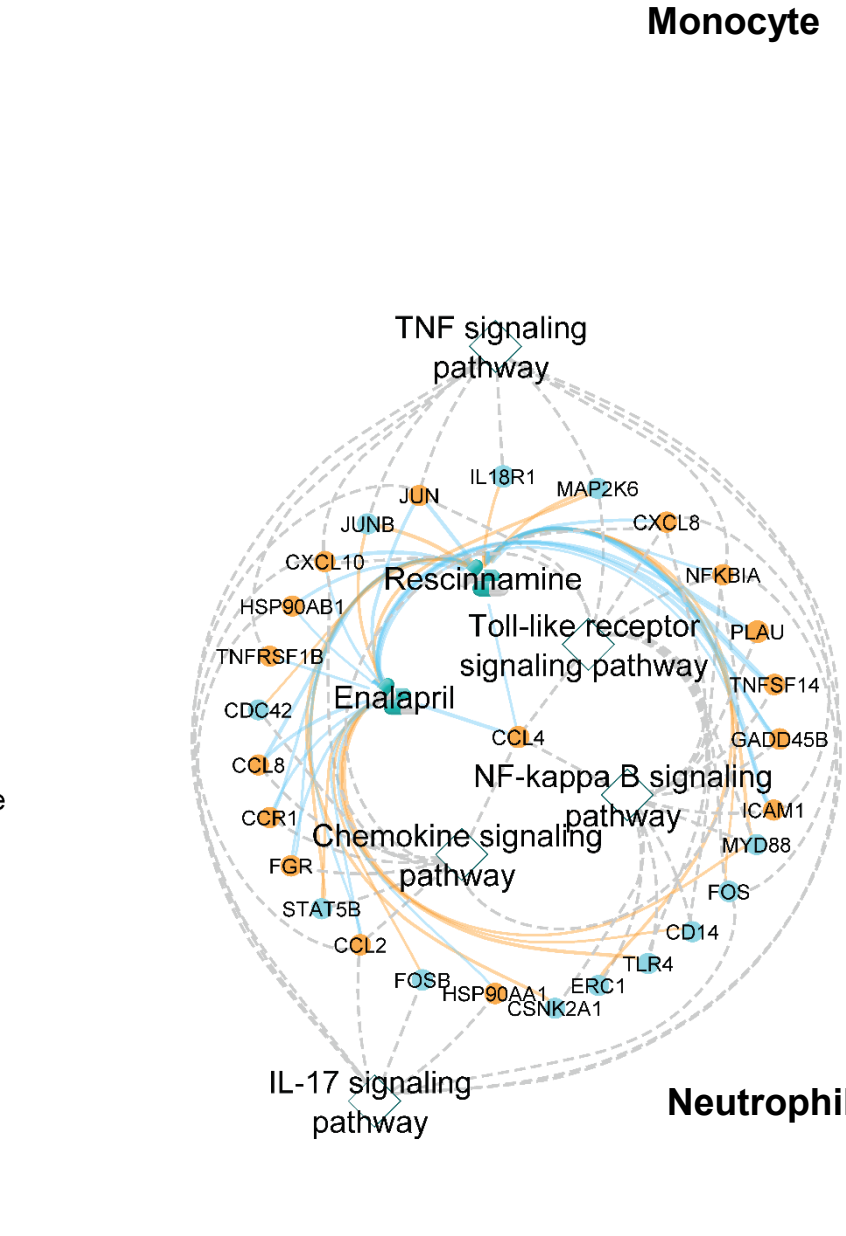 Monocyte
TNF signaling
pathway
IL18R1
MAP2K6
JUN
CXCL8
JUNB
CXCL10
NFKBIA
Rescinnamine
HSP90AB1
Toll-like receptor
signaling pathway
PLAU
TNFRSF1B
TNFSF14
Enalapril
CDC42
CCL4
GADD45B
CCL8
NF-kappa B signaling
pathway
e
ICAM1
CCR1
Chemokine signaling
pathway
MYD88
FGR
FOS
STAT5B
CD14
CCL2
TLR4
FOSB
ERC1
HSP90AA1
CSNK2A1
IL-17 signaling
pathway
Neutrophil